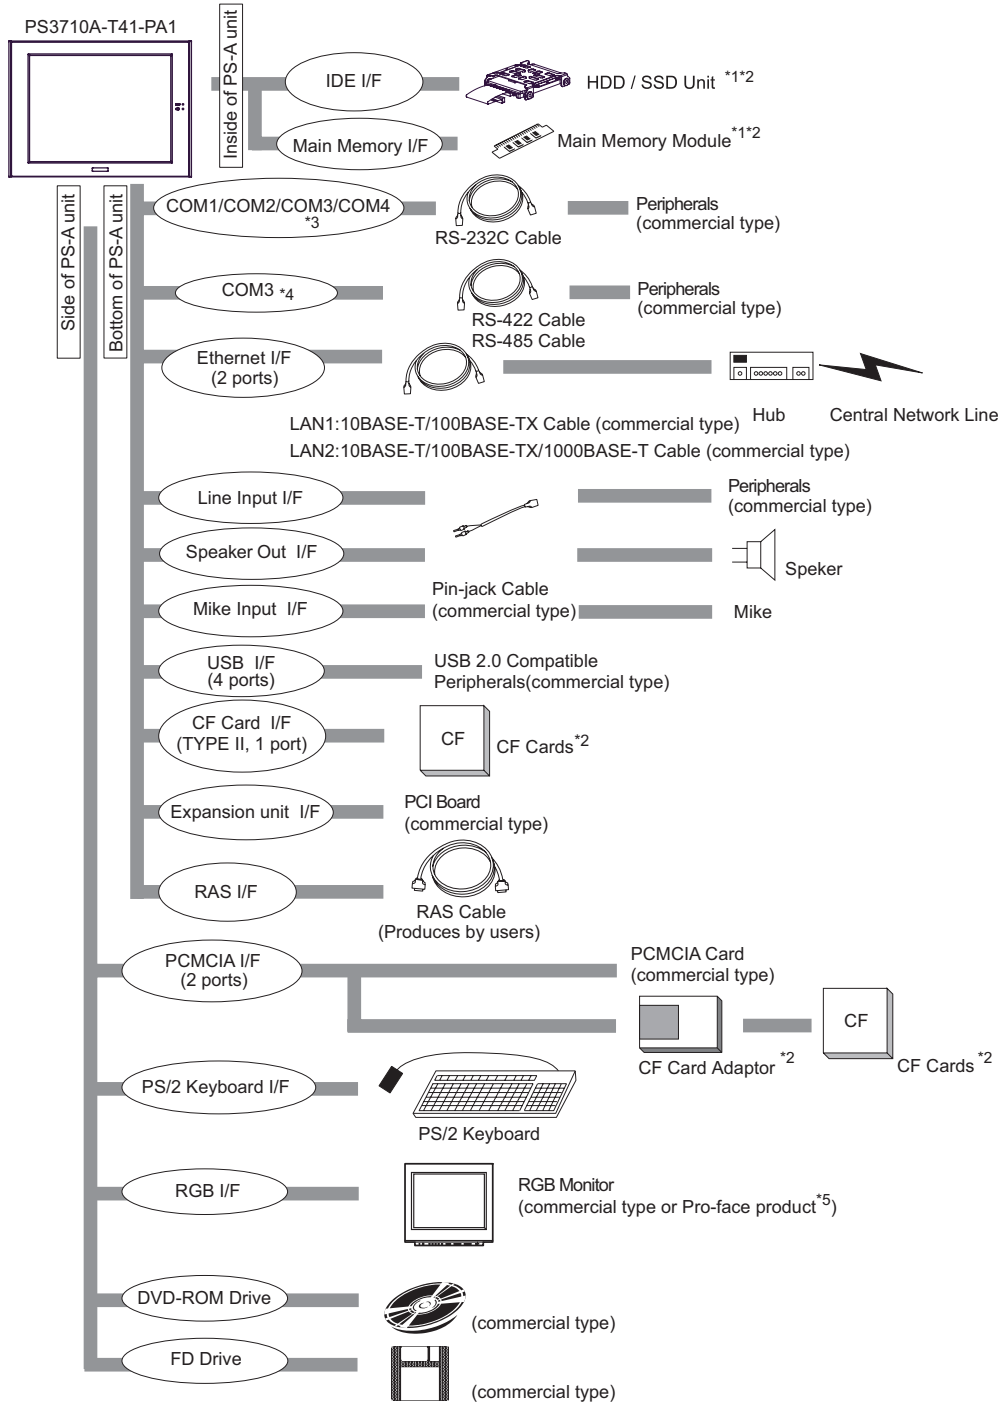 PS3710A-T41-PA1
Inside of PS-A unit
IDE I/F
HDD / SSD Unit *1*2
Main Memory I/F
Main Memory Module*1*2
Side of PS-A unit
Bottom of PS-A unit
COM1/COM2/COM3/COM4
*3
RS-232C Cable
Peripherals
(commercial type)
COM3 *4
RS-422 Cable
RS-485 Cable
Peripherals
(commercial type)
Ethernet I/F
(2 ports)
Hub
Central Network Line
LAN1:10BASE-T/100BASE-TX Cable (commercial type)
LAN2:10BASE-T/100BASE-TX/1000BASE-T Cable (commercial type)
Line Input I/F
Peripherals
(commercial type)
Speaker Out I/F
Speker
Mike Input I/F
Pin-jack Cable
(commercial type)
Mike
USB I/F
(4 ports)
USB 2.0 Compatible
Peripherals(commercial type)
CF Card I/F
(TYPE II, 1 port)
CF
CF Cards*2
Expansion unit I/F
PCI Board
(commercial type)
RAS I/F
RAS Cable
(Produces by users)
PCMCIA I/F
(2 ports)
PCMCIA Card
(commercial type)
CF Card Adaptor *2
CF
CF Cards *2
PS/2 Keyboard I/F
PS/2 Keyboard
RGB I/F
RGB Monitor
(commercial type or Pro-face product*5)
DVD-ROM Drive
(commercial type)
FD Drive
(commercial type)